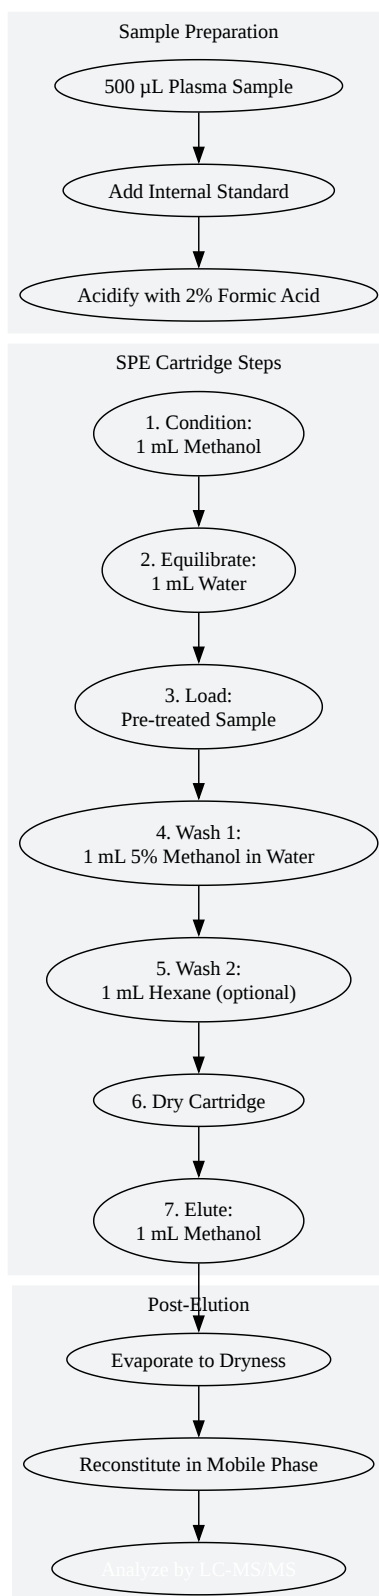 Sample Preparation
500 µL Plasma Sample
Add Internal Standard
Acidify with 2% Formic Acid
SPE Cartridge Steps
1. Condition:
1 mL Methanol
2. Equilibrate:
1 mL Water
3. Load:
Pre-treated Sample
4. Wash 1:
1 mL 5% Methanol in Water
5. Wash 2:
1 mL Hexane (optional)
6. Dry Cartridge
7. Elute:
1 mL Methanol
Post-Elution
Evaporate to Dryness
Reconstitute in Mobile Phase
Analyze by LC-MS/MS